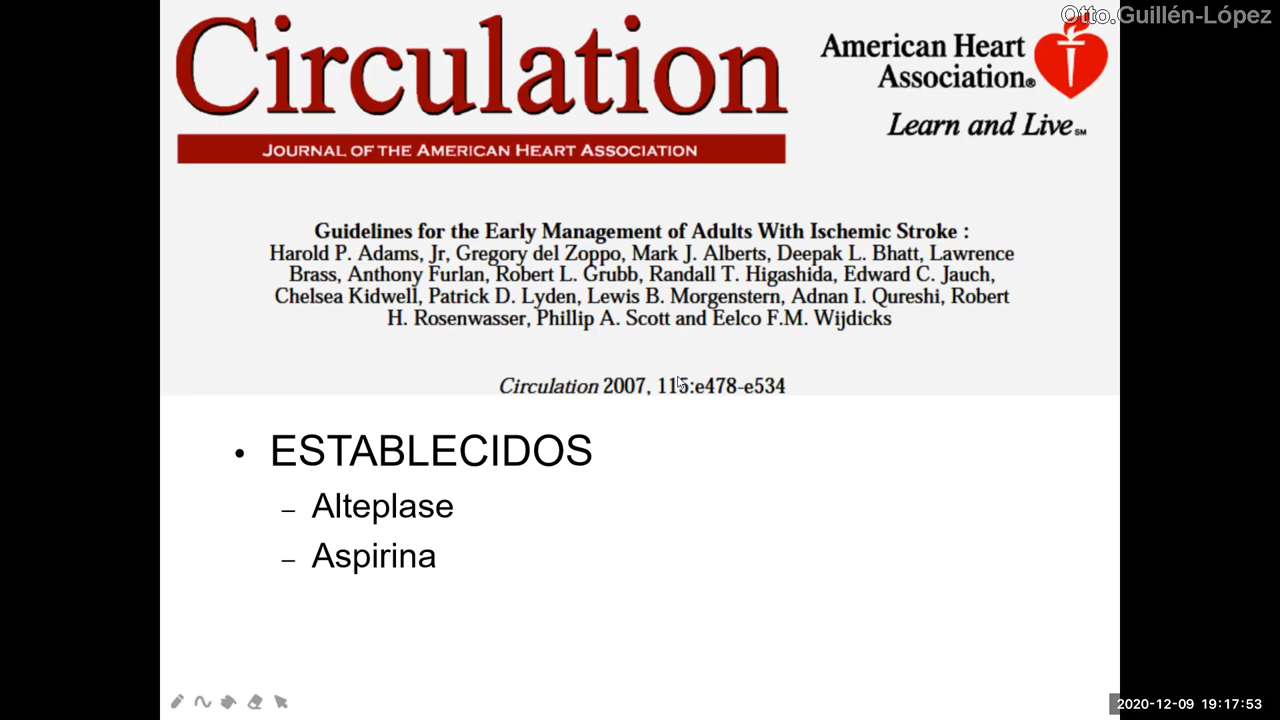 Otto.Guillén-López
Circulation
JOURNAL OF THE AMERICAN HEART ASSOCIATION
American Heart
Association®
Learn and Live℠
Guidelines for the Early Management of Adults With Ischemic Stroke :
Harold P. Adams, Jr, Gregory del Zoppo, Mark J. Alberts, Deepak L. Bhatt, Lawrence
Brass, Anthony Furlan, Robert L. Grubb, Randall T. Higashida, Edward C. Jauch,
Chelsea Kidwell, Patrick D. Lyden, Lewis B. Morgenstern, Adnan I. Qureshi, Robert
H. Rosenwasser, Phillip A. Scott and Eelco F.M. Wijdicks
Circulation 2007, 115:e478-e534
• ESTABLECIDOS
– Alteplase
– Aspirina
2020-12-09 19:17:53